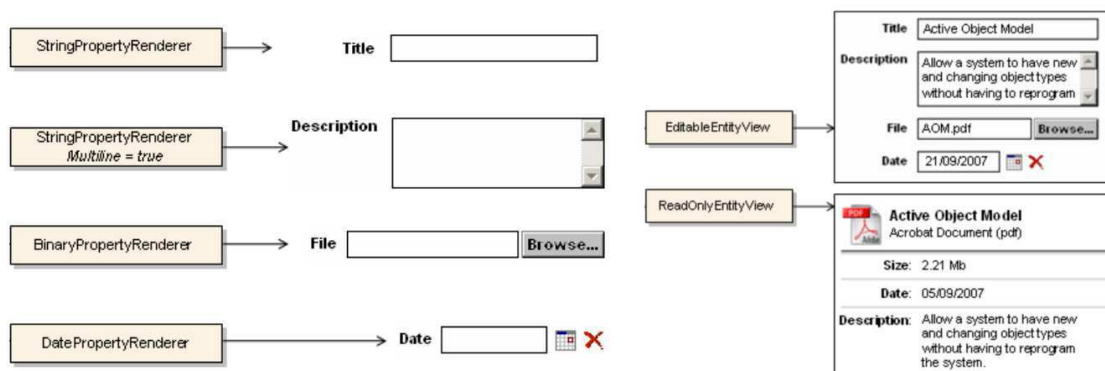 StringPropertyRenderer
Title
StringPropertyRenderer
Multiline = true
Description
BinaryPropertyRenderer
File
Browse...
DatePropertyRenderer
Date
EditableEntityView
Title
Active Object Model
Description
Allow a system to have new
and changing object types
without having to reprogram
File
AOM.pdf
Browse...
Date
21/09/2007
ReadOnlyEntityView
PDF
Adobe
Active Object Model
Acrobat Document (pdf)
Size: 2.21 Mb
Date: 05/09/2007
Description: Allow a system to have new
and changing object types
without having to reprogram
the system.